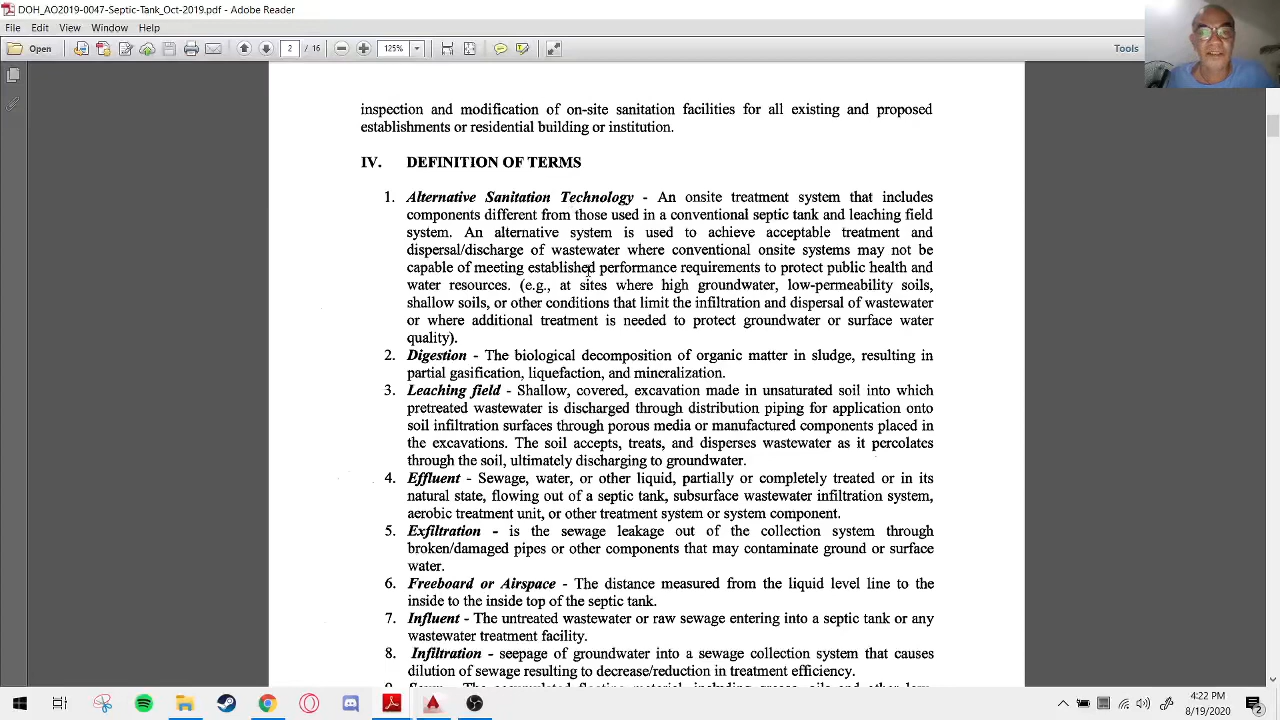 DOH_AO2019-0047-Septic-Tank_Oct-2019.pdf - Adobe Reader
File Edit View Window Help
Open 2 / 16 125% Tools
inspection and modification of on-site sanitation facilities for all existing and proposed
establishments or residential building or institution.
IV. DEFINITION OF TERMS
1. Alternative Sanitation Technology - An onsite treatment system that includes
components different from those used in a conventional septic tank and leaching field
system. An alternative system is used to achieve acceptable treatment and
dispersal/discharge of wastewater where conventional onsite systems may not be
capable of meeting established performance requirements to protect public health and
water resources. (e.g., at sites where high groundwater, low-permeability soils,
shallow soils, or other conditions that limit the infiltration and dispersal of wastewater
or where additional treatment is needed to protect groundwater or surface water
quality).
2. Digestion - The biological decomposition of organic matter in sludge, resulting in
partial gasification, liquefaction, and mineralization.
3. Leaching field - Shallow, covered, excavation made in unsaturated soil into which
pretreated wastewater is discharged through distribution piping for application onto
soil infiltration surfaces through porous media or manufactured components placed in
the excavations. The soil accepts, treats, and disperses wastewater as it percolates
through the soil, ultimately discharging to groundwater.
4. Effluent - Sewage, water, or other liquid, partially or completely treated or in its
natural state, flowing out of a septic tank, subsurface wastewater infiltration system,
aerobic treatment unit, or other treatment system or system component.
5. Exfiltration - is the sewage leakage out of the collection system through
broken/damaged pipes or other components that may contaminate ground or surface
water.
6. Freeboard or Airspace - The distance measured from the liquid level line to the
inside to the inside top of the septic tank.
7. Influent - The untreated wastewater or raw sewage entering into a septic tank or any
wastewater treatment facility.
8. Infiltration - seepage of groundwater into a sewage collection system that causes
dilution of sewage resulting to decrease/reduction in treatment efficiency.
4:22 PM
8/19/2020
2